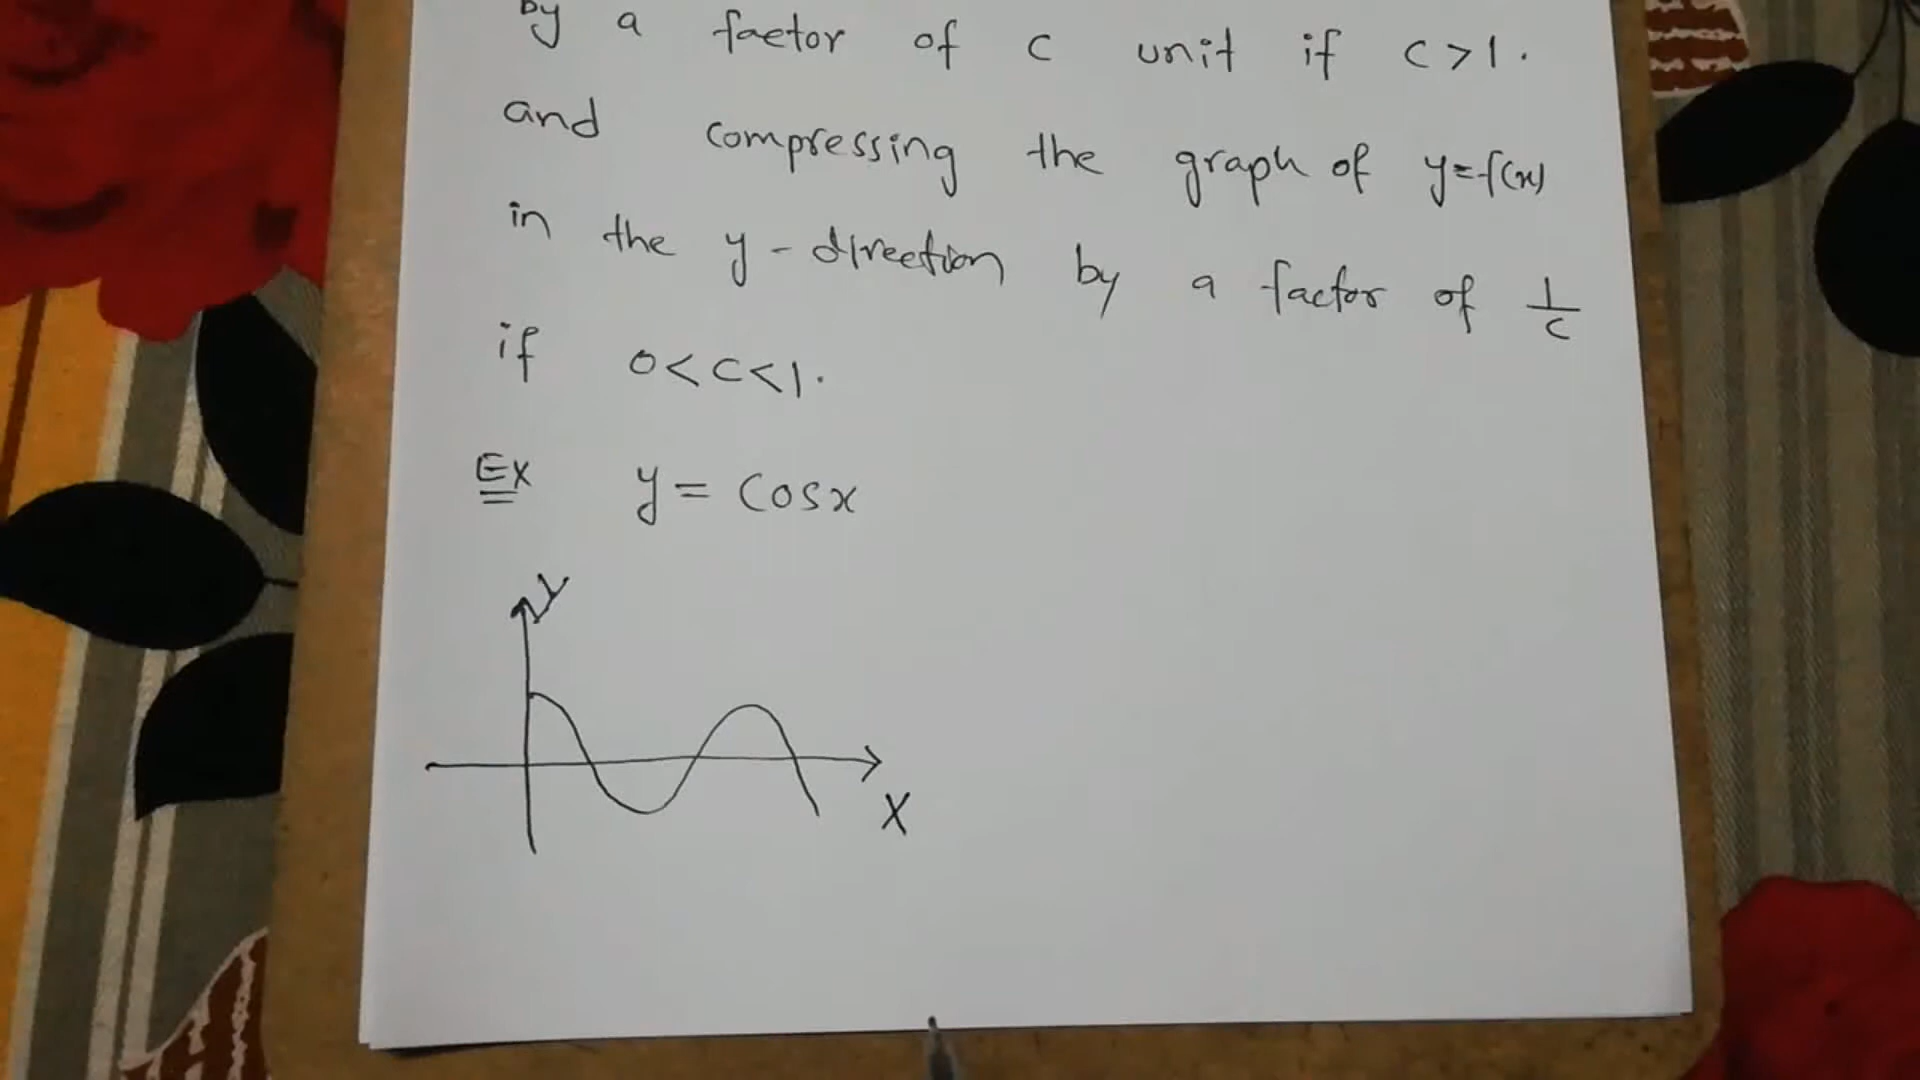 by a factor of c unit if c>1.
and compressing the graph of y=f(x)
in the y-direction by a factor of 1/c
if 0<c<1.
Ex y = cosx
Y
X